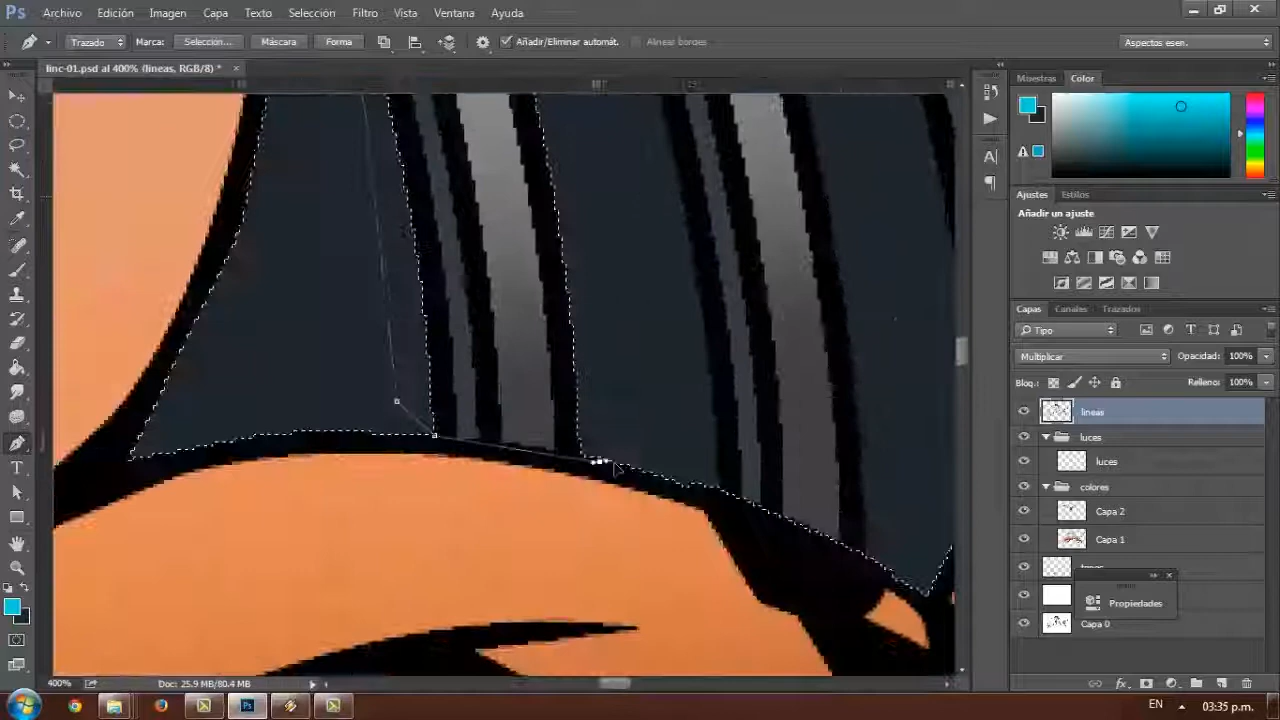 Ps Archivo Edición Imagen Capa Texto Selección Filtro Vista Ventana Ayuda
Trazado Marca: Selección... Máscara Forma Añadir/Eliminar automát. Alinear bordes Aspectos esen.
linc-01.psd al 400% (lineas, RGB/8) * ×
Muestras Color
Ajustes Estilos
Añadir un ajuste
Capas Canales Trazados
Tipo
Multiplicar Opacidad: 100%
Bloq.: Relleno: 100%
lineas
luces
luces
colores
Capa 2
Capa 1
Propiedades
Capa 0
400% Doc: 25.9 MB/80.4 MB
EN 03:35 p.m.